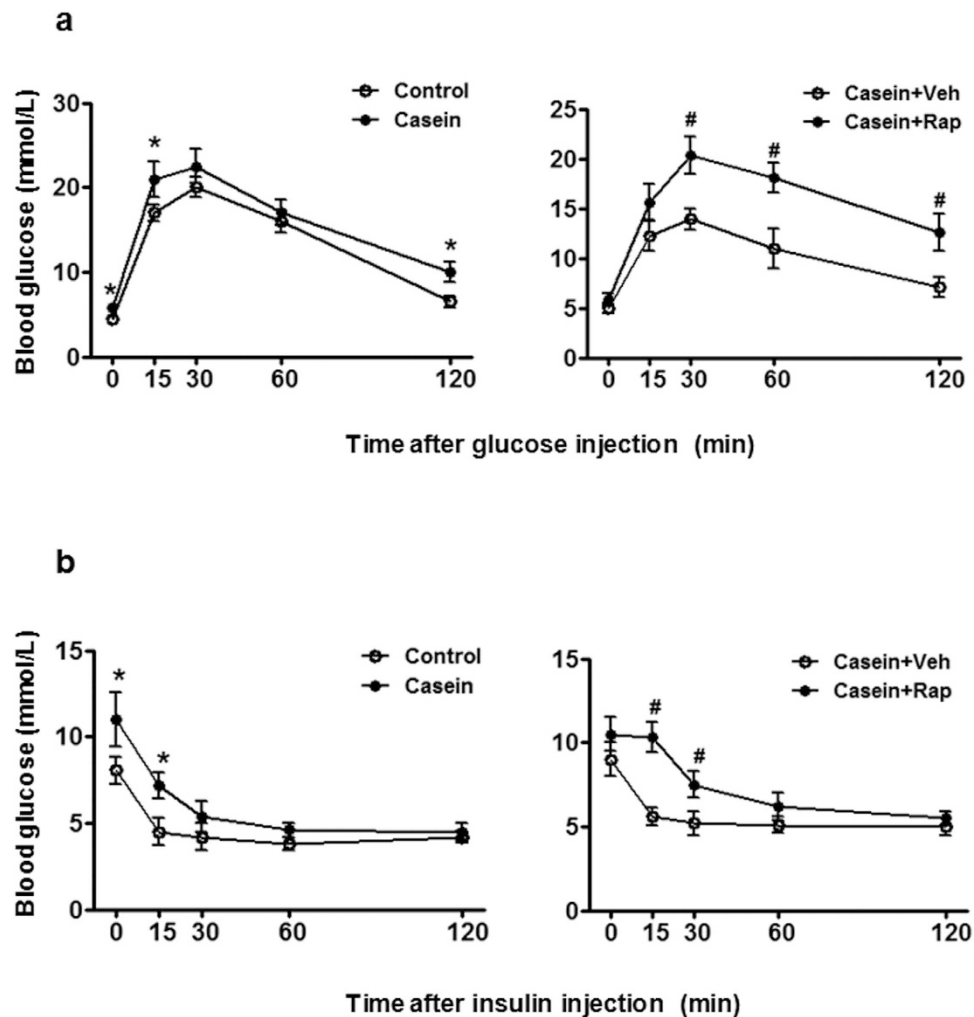 a
Control
Casein
Blood glucose (mmol/L)
30
20
10
0
* * *
0 15 30 60 120
Casein+Veh
Casein+Rap
25
20
15
10
5
0
# # #
0 15 30 60 120
Time after glucose injection (min)
b
Control
Casein
Blood glucose (mmol/L)
15
10
5
0
* *
0 15 30 60 120
Casein+Veh
Casein+Rap
15
10
5
0
# #
0 15 30 60 120
Time after insulin injection (min)